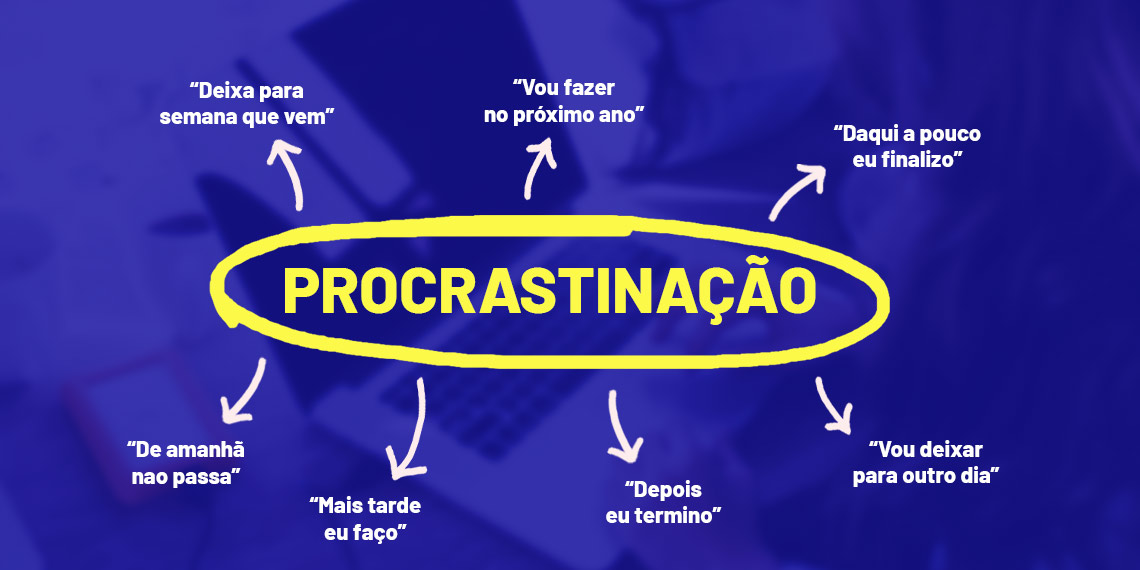 “Deixa para
semana que vem”
“Vou fazer
no próximo ano”
“Daqui a pouco
eu finalizo”
PROCRASTINAÇÃO
“De amanhã
nao passa”
“Mais tarde
eu faço”
“Depois
eu termino”
“Vou deixar
para outro dia”